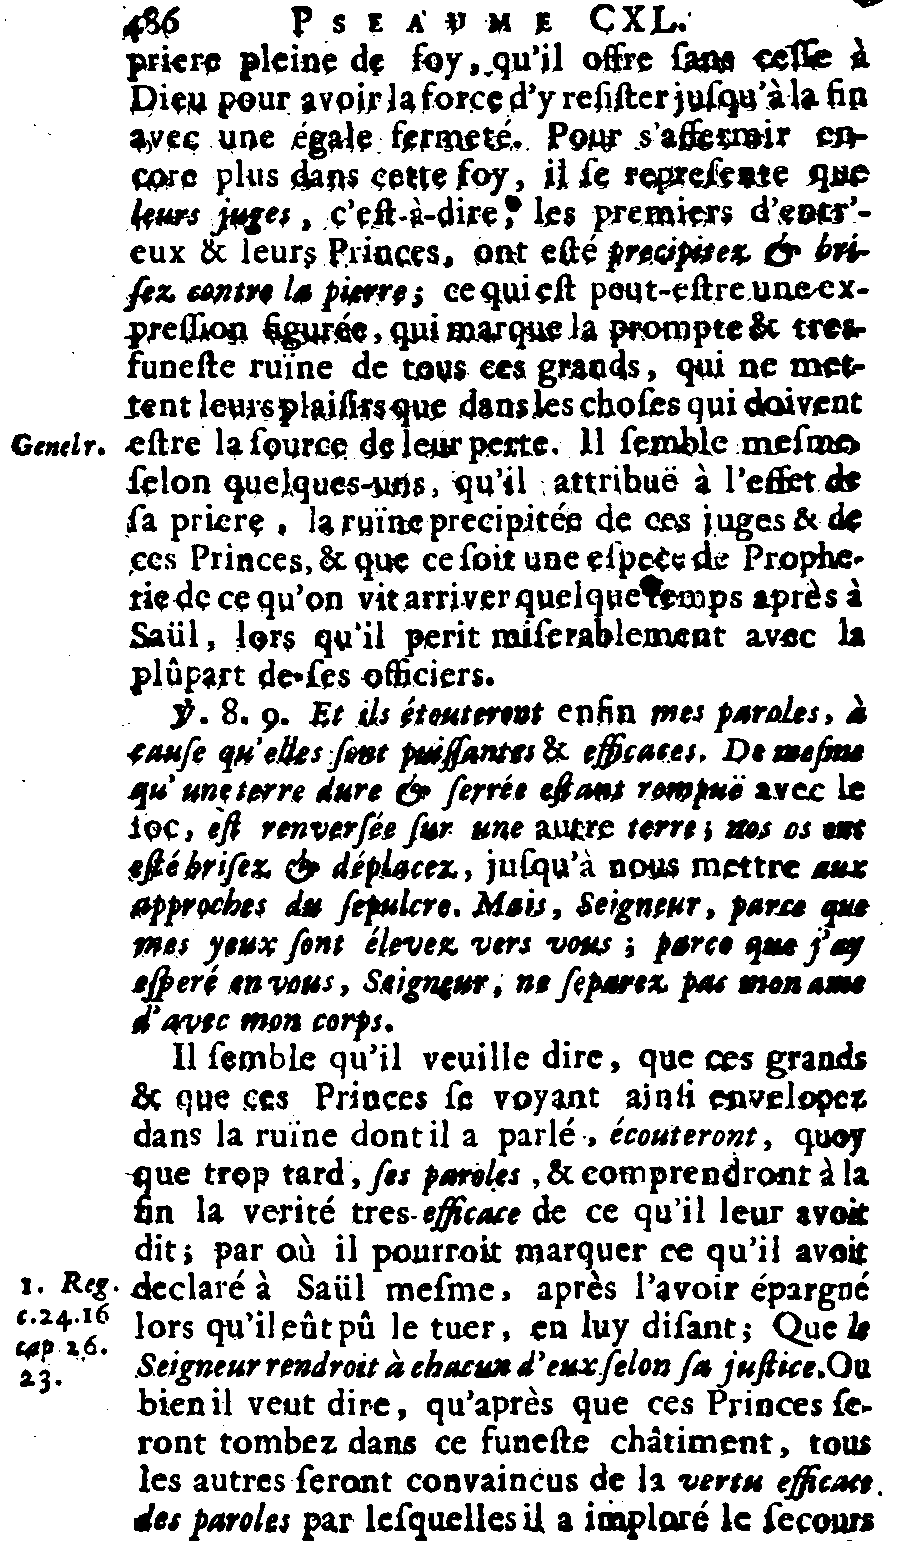 486 PSEAUME CXL.
priere pleine de foy, qu'il offre ſans ceſſe à
Dieu pour avoir la force d'y reſiſter juſqu'à la fin
avec une égale fermeté. Pour s'affermir en-
core plus dans cette foy, il ſe repreſente que
leurs juges, c'eſt-à-dire, les premiers d'entr'-
eux & leurs Princes, ont eſté precipitez & bri-
ſez contre la pierre; ce qui eſt peut-eſtre une ex-
preſſion figurée, qui marque la prompte & tres-
funeſte ruïne de tous ces grands, qui ne met-
tent leurs plaiſirs que dans les choſes qui doivent
Genebr. eſtre la ſource de leur perte. Il ſemble meſme
ſelon quelques-uns, qu'il attribuë à l'effet de
ſa priere, la ruïne precipitée de ces juges & de
ces Princes, & que ce ſoit une eſpece de Prophe-
tie de ce qu'on vit arriver quelque temps après à
Saül, lors qu'il perit miſerablement avec la
plûpart de ſes officiers.
℣. 8. 9. Et ils écouteront enfin mes paroles, à
cauſe qu'elles ſont puiſſantes & efficaces. De meſme
qu'une terre dure & ſerrée eſtant rompuë avec le
ſoc, eſt renverſée ſur une autre terre; nos os ont
eſté briſez & déplacez, juſqu'à nous mettre aux
approches du ſepulcre. Mais, Seigneur, parce que
mes yeux ſont élevez vers vous; parce que j'ay
eſperé en vous, Seigneur, ne ſeparez pas mon ame
d'avec mon corps.
Il ſemble qu'il veuille dire, que ces grands
& que ces Princes ſe voyant ainſi envelopez
dans la ruïne dont il a parlé, écouteront, quoy
que trop tard, ſes paroles, & comprendront à la
fin la verité tres-efficace de ce qu'il leur avoit
dit; par où il pourroit marquer ce qu'il avoit
1. Reg. declaré à Saül meſme, après l'avoir épargné
c.24.16 lors qu'il eût pû le tuer, en luy diſant; Que le
cap 26. Seigneur rendroit à chacun d'eux ſelon ſa juſtice. Ou
23. bien il veut dire, qu'après que ces Princes ſe-
ront tombez dans ce funeſte châtiment, tous
les autres ſeront convaincus de la vertu efficace
des paroles par leſquelles il a imploré le ſecours